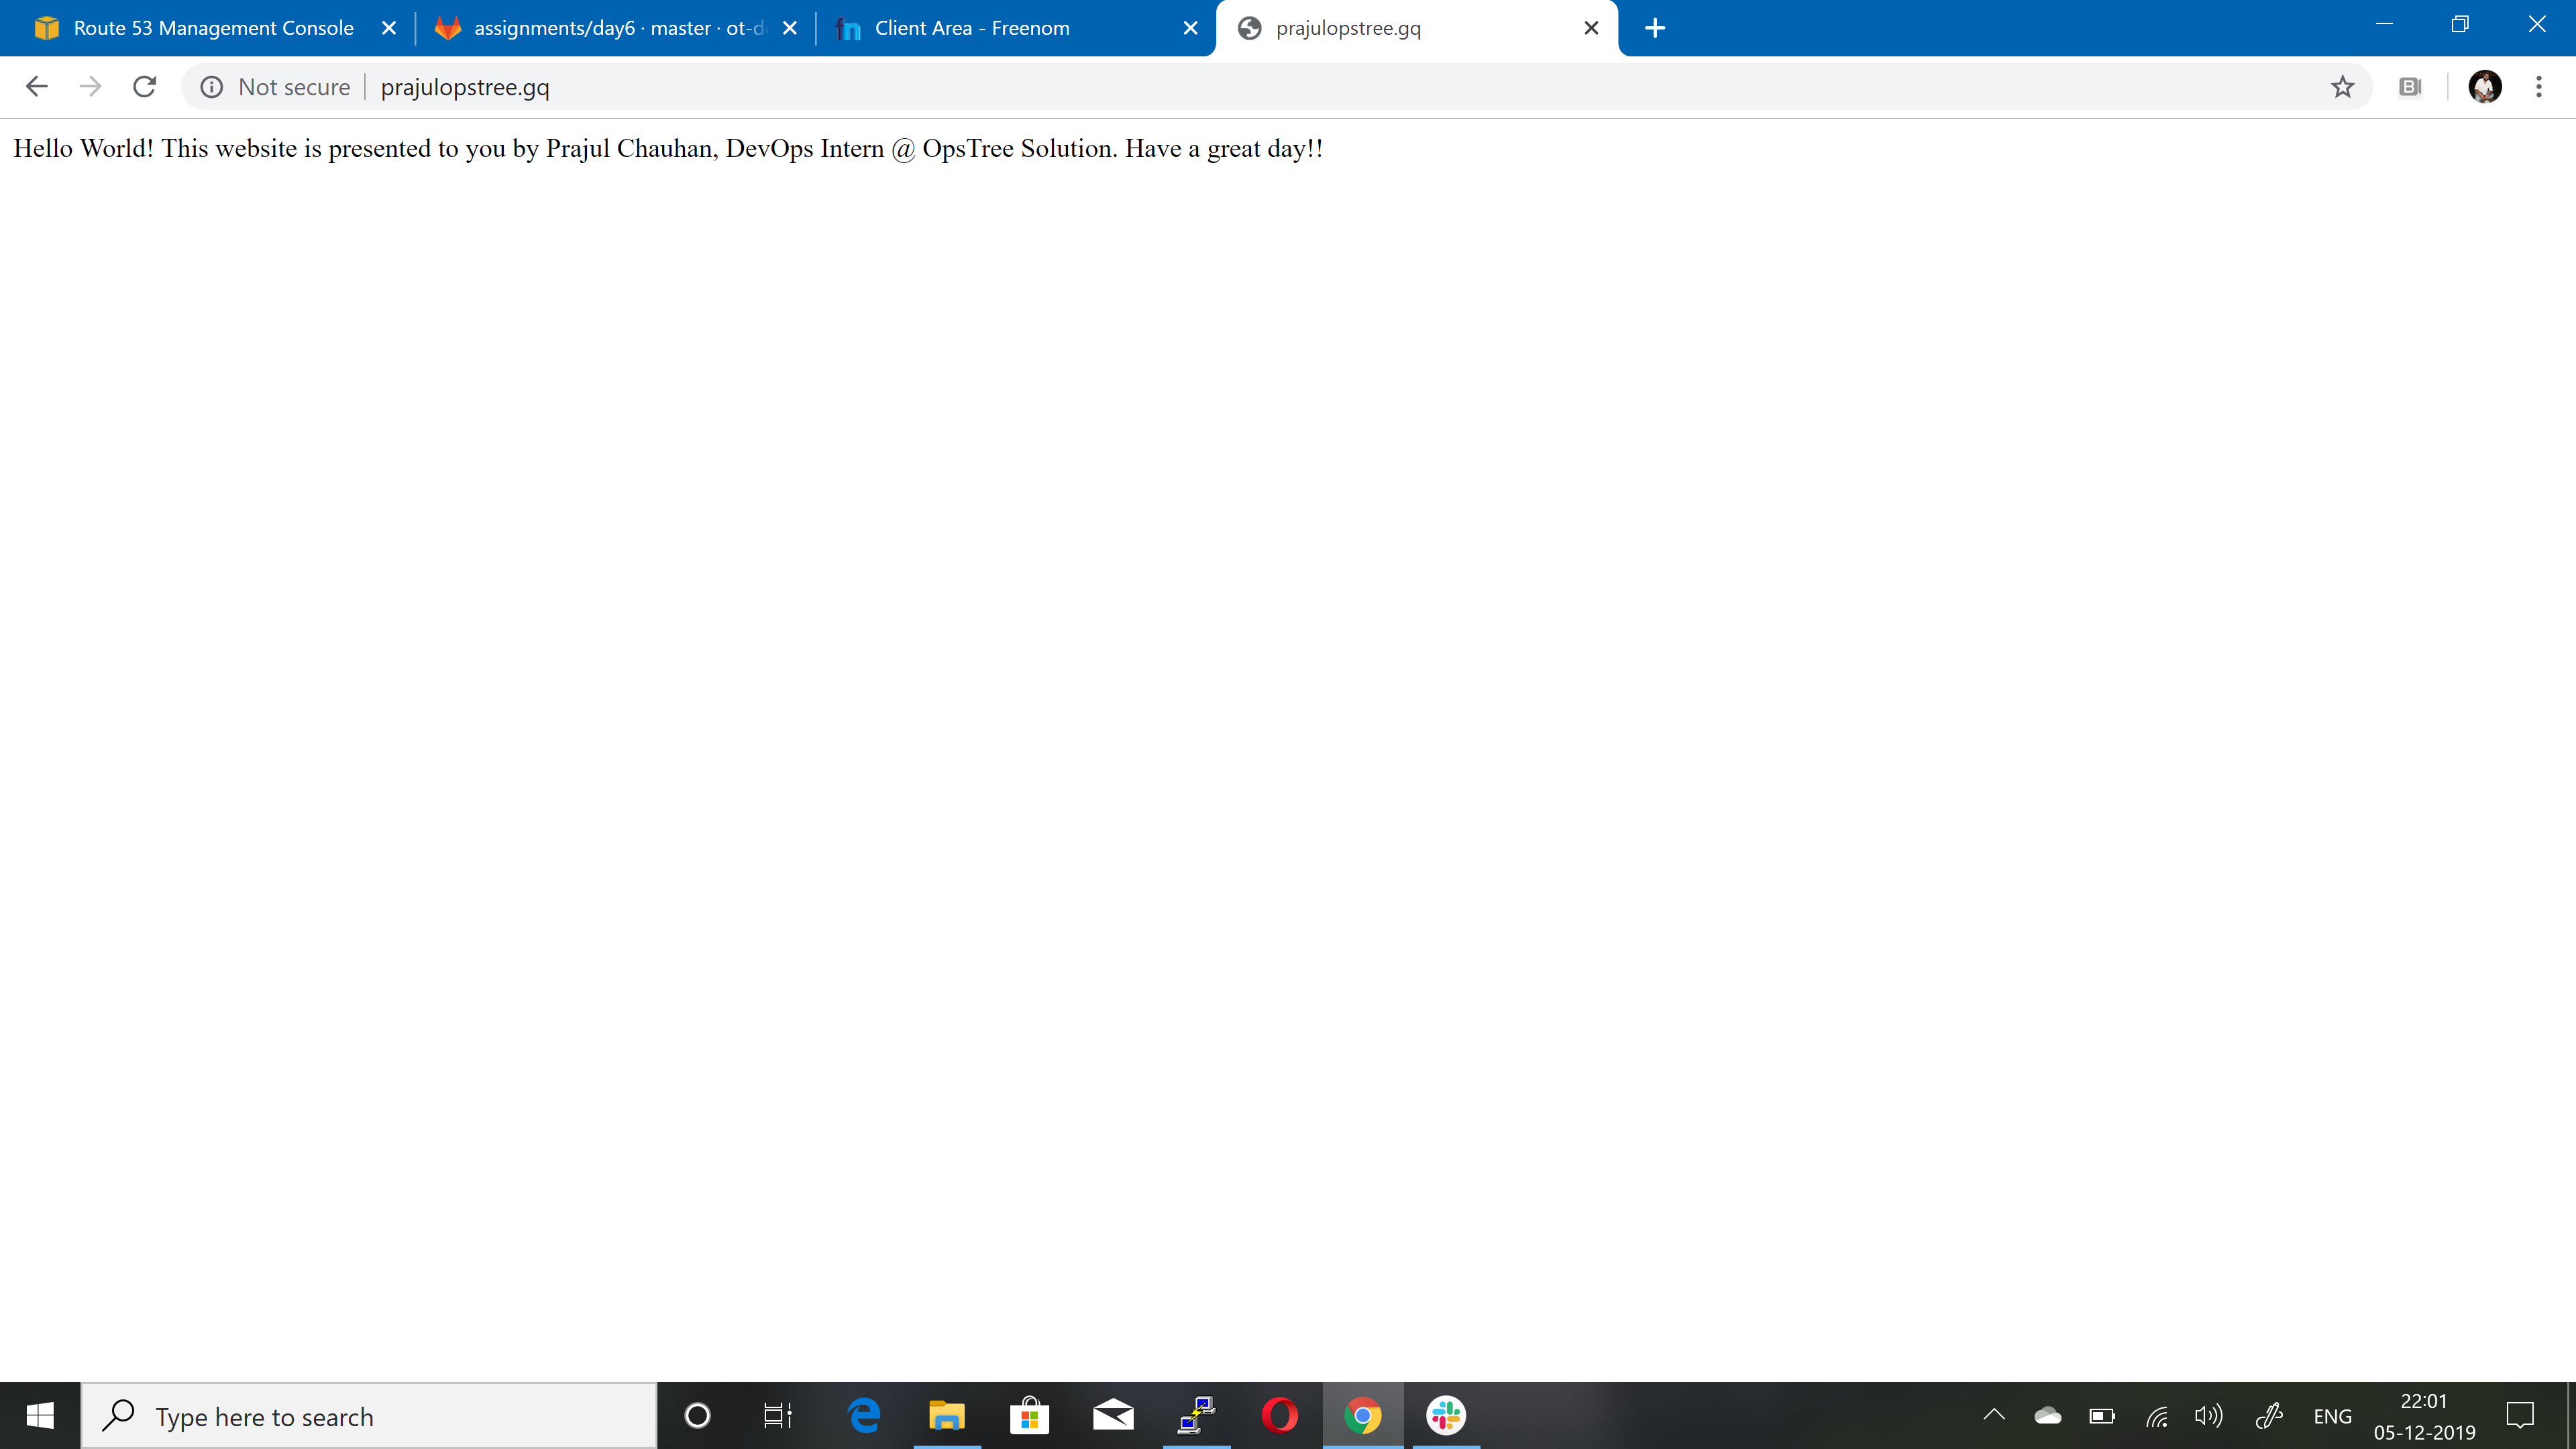 Route 53 Management Console
assignments/day6 · master · ot-d
Client Area - Freenom
prajulopstree.gq
Not secure
prajulopstree.gq
Hello World! This website is presented to you by Prajul Chauhan, DevOps Intern @ OpsTree Solution. Have a great day!!
Type here to search
ENG
22:01
05-12-2019